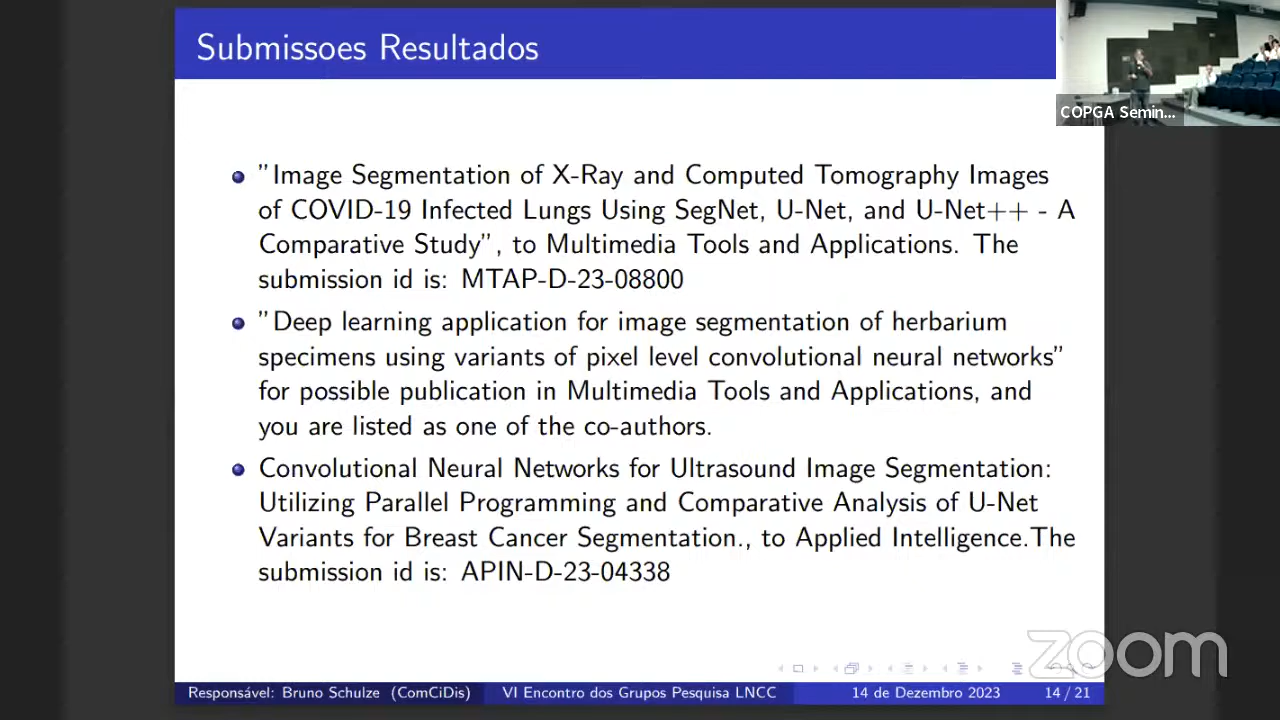 Submissoes Resultados
COPGA Semin...
"Image Segmentation of X-Ray and Computed Tomography Images
of COVID-19 Infected Lungs Using SegNet, U-Net, and U-Net++ - A
Comparative Study", to Multimedia Tools and Applications. The
submission id is: MTAP-D-23-08800
"Deep learning application for image segmentation of herbarium
specimens using variants of pixel level convolutional neural networks"
for possible publication in Multimedia Tools and Applications, and
you are listed as one of the co-authors.
Convolutional Neural Networks for Ultrasound Image Segmentation:
Utilizing Parallel Programming and Comparative Analysis of U-Net
Variants for Breast Cancer Segmentation., to Applied Intelligence.The
submission id is: APIN-D-23-04338
zoom
Responsável: Bruno Schulze (ComCiDis) VI Encontro dos Grupos Pesquisa LNCC 14 de Dezembro 2023 14 / 21